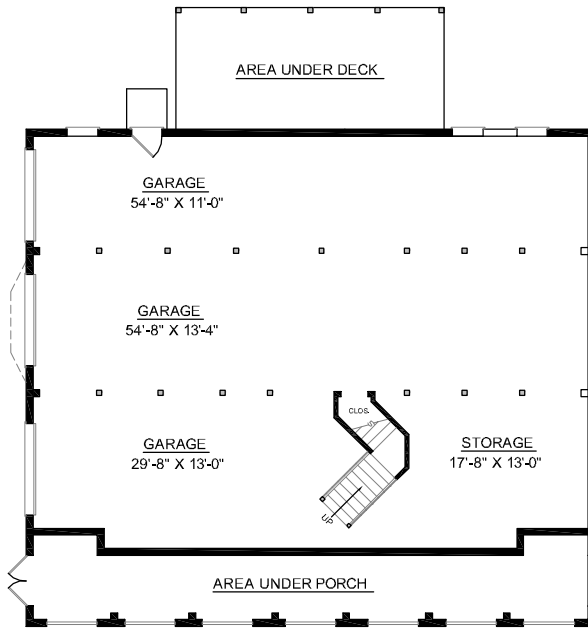 AREA UNDER DECK
GARAGE
54'-8" X 11'-0"
GARAGE
54'-8" X 13'-4"
CLOS.
GARAGE
29'-8" X 13'-0"
STORAGE
17'-8" X 13'-0"
UP
AREA UNDER PORCH